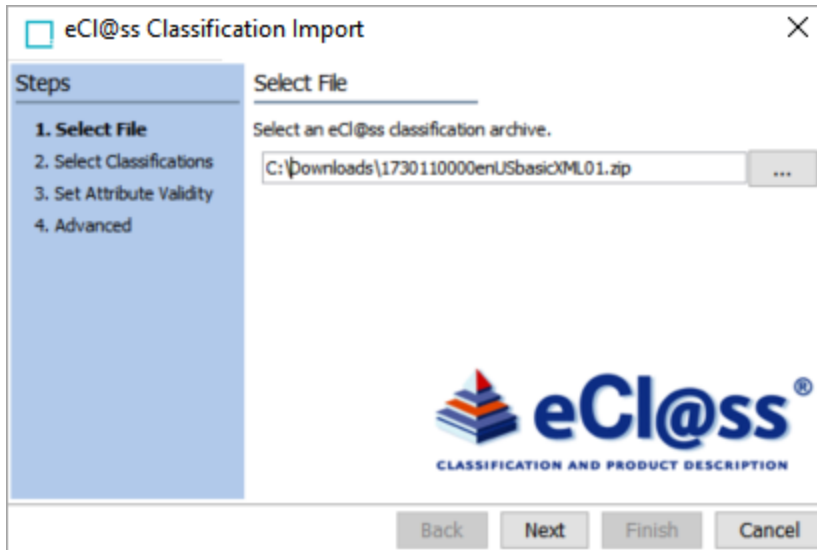 eCl@ss Classification Import
Steps
1. Select File
2. Select Classifications
3. Set Attribute Validity
4. Advanced
Select File
Select an eCl@ss classification archive.
C:\Downloads\1730110000enUSbasicXML01.zip
...
eCl@ss®
CLASSIFICATION AND PRODUCT DESCRIPTION
Back Next Finish Cancel